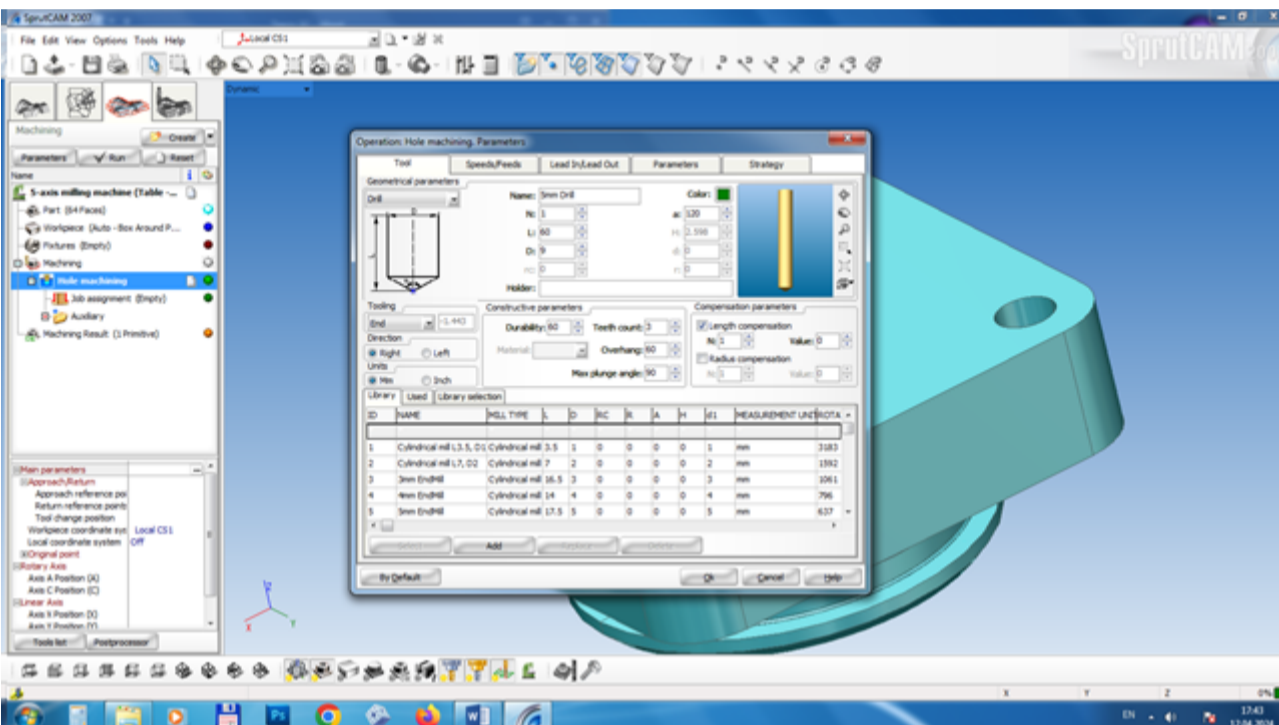 SprutCAM 2007
File Edit View Options Tools Help
Local CS1
SprutCAM
Dynamic
Machining
Create
Parameters
Run
Reset
Name
5-axis milling machine (Table -...
Part (64 Faces)
Workpiece (Auto - Box Around P...
Fixtures (Empty)
Machining
Hole machining
Job assignment (Empty)
Auxiliary
Machining Result (1 Primitive)
Main parameters
Approach/Return
Approach reference poi
Return reference points
Tool change position
Workpiece coordinate sys Local CS1
Local coordinate system Off
Original point
Rotary Axis
Axis A Position (A)
Axis C Position (C)
Linear Axis
Axis X Position (X)
Axis Y Position (Y)
Tools list
Postprocessor
Operation: Hole machining. Parameters
Tool Speeds/Feeds Lead In/Lead Out Parameters Strategy
Geometrical parameters
Drill
Name: 5mm Drill
Color:
N: 1
a: 120
L: 60
H: 2.598
D: 9
d: 0
rc: 0
r: 0
Holder:
Tooling
End -1.443
Direction
Right Left
Units
Mm Inch
Constructive parameters
Durability: 60 Teeth count: 3
Material: Overhang: 60
Max plunge angle: 90
Compensation parameters
Length compensation
N: 1 Value: 0
Radius compensation
N: 1 Value: 0
Library Used Library selection
ID NAME MILL TYPE L D RC R A H d1 MEASUREMENT UNIT ROTA
1 Cylindrical mill L3.5, D1 Cylindrical mill 3.5 1 0 0 0 0 1 mm 3183
2 Cylindrical mill L7, D2 Cylindrical mill 7 2 0 0 0 0 2 mm 1592
3 3mm EndMill Cylindrical mill 16.5 3 0 0 0 0 3 mm 1061
4 4mm EndMill Cylindrical mill 14 4 0 0 0 0 4 mm 796
5 5mm EndMill Cylindrical mill 17.5 5 0 0 0 0 5 mm 637
Select Add Replace Delete
By Default Ok Cancel Help
Z
X Y
X Y Z 0%
Ps
W
EN
17:43